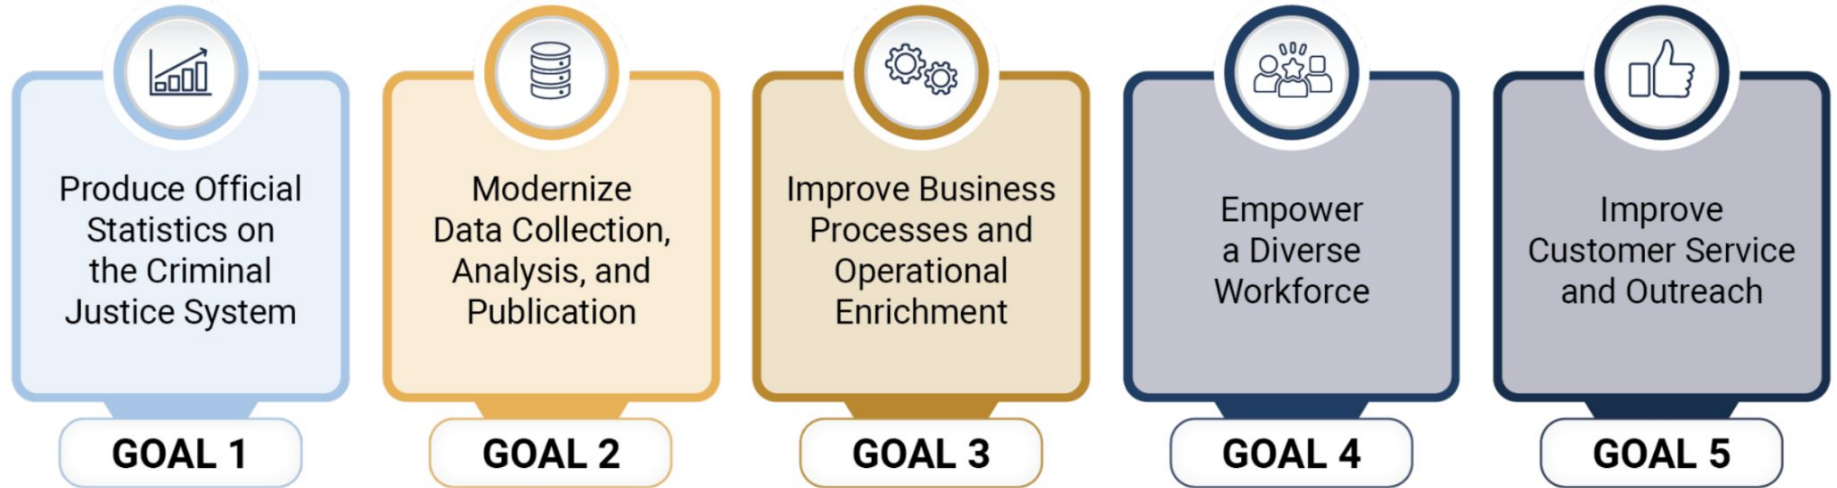 Produce Official
Statistics on
the Criminal
Justice System
GOAL 1
Modernize
Data Collection,
Analysis, and
Publication
GOAL 2
Improve Business
Processes and
Operational
Enrichment
GOAL 3
Empower
a Diverse
Workforce
GOAL 4
Improve
Customer Service
and Outreach
GOAL 5